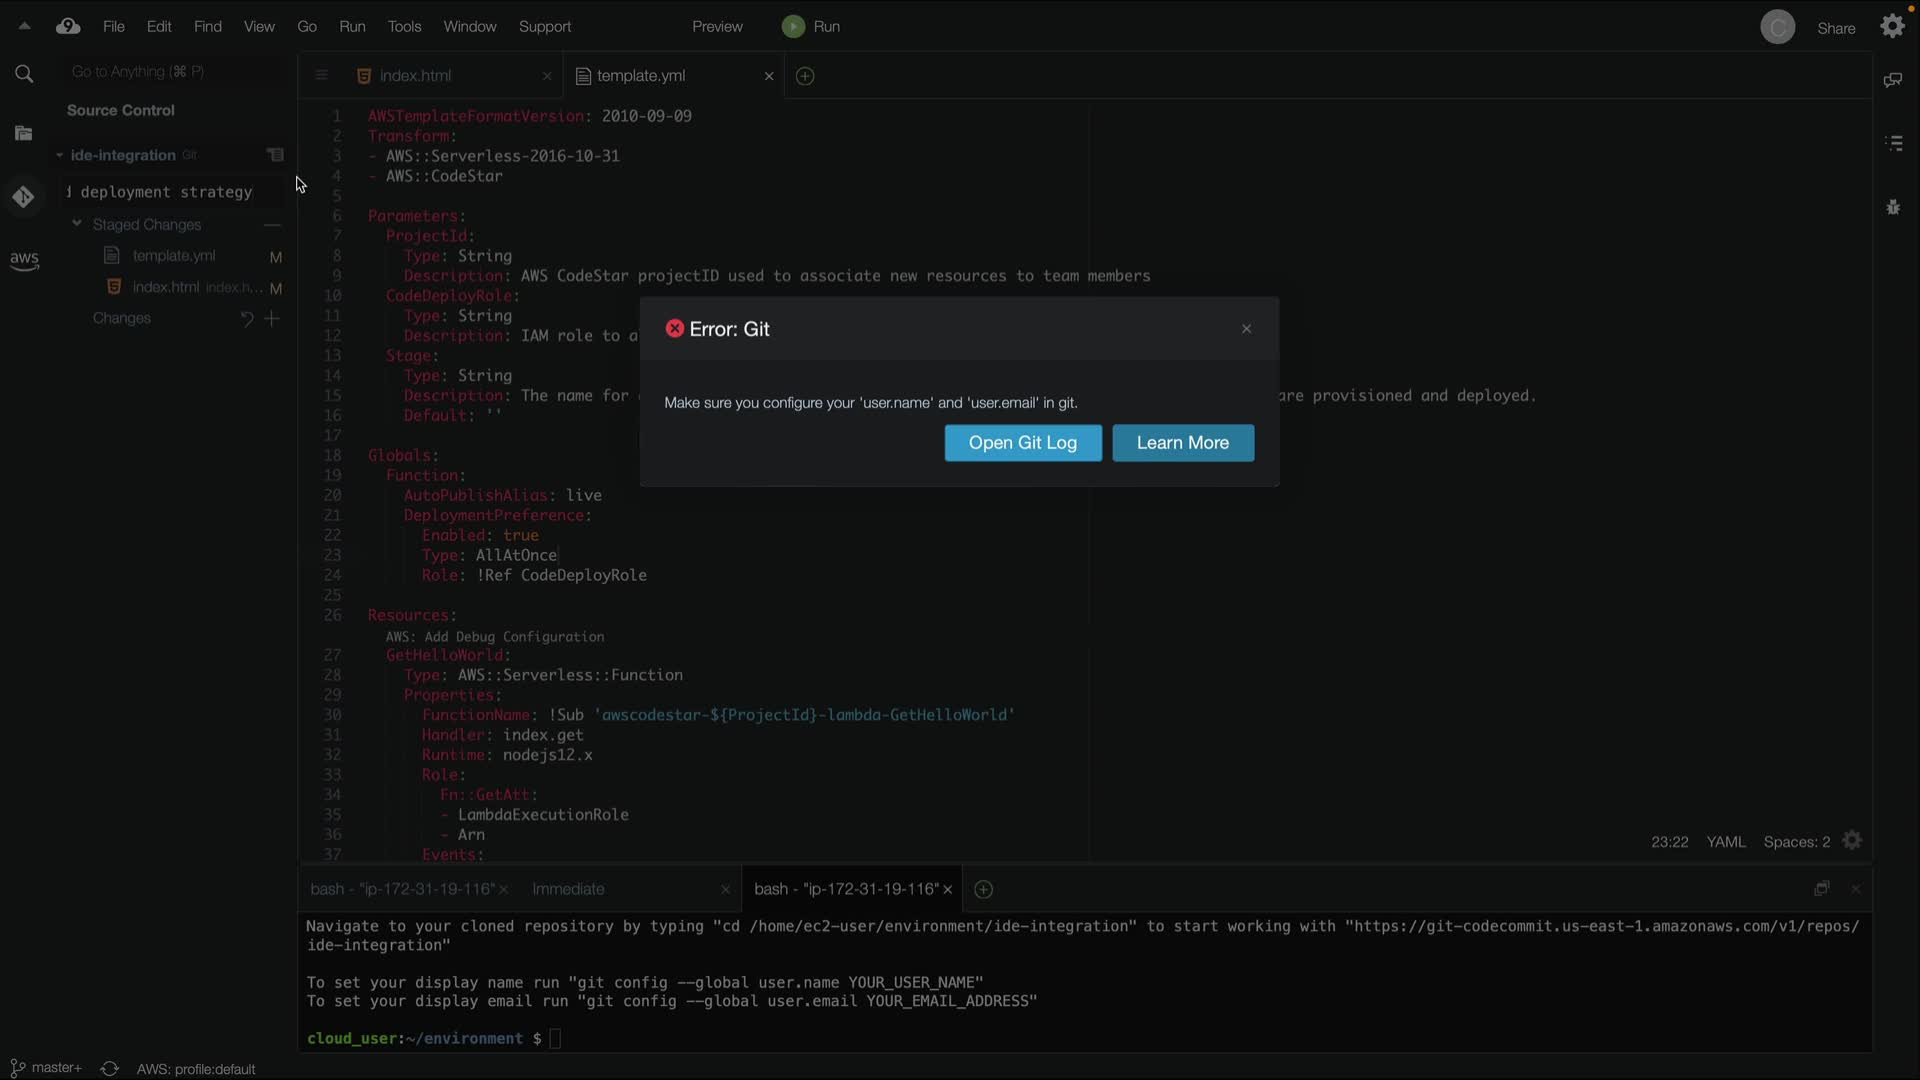 File Edit Find View Go Run Tools Window Support Preview Run C Share
Go to Anything (⌘ P)
index.html
template.yml
Source Control
ide-integration Git
deployment strategy
Staged Changes
template.yml M
index.html index.h... M
Changes
aws
1 AWSTemplateFormatVersion: 2010-09-09
2 Transform:
3 - AWS::Serverless-2016-10-31
4 - AWS::CodeStar
5
6 Parameters:
7 ProjectId:
8 Type: String
9 Description: AWS CodeStar projectID used to associate new resources to team members
10 CodeDeployRole:
11 Type: String
12 Description: IAM role to a
13 Stage:
14 Type: String
15 Description: The name for are provisioned and deployed.
16 Default: ''
17
18 Globals:
19 Function:
20 AutoPublishAlias: live
21 DeploymentPreference:
22 Enabled: true
23 Type: AllAtOnce
24 Role: !Ref CodeDeployRole
25
26 Resources:
AWS: Add Debug Configuration
27 GetHelloWorld:
28 Type: AWS::Serverless::Function
29 Properties:
30 FunctionName: !Sub 'awscodestar-${ProjectId}-lambda-GetHelloWorld'
31 Handler: index.get
32 Runtime: nodejs12.x
33 Role:
34 Fn::GetAtt:
35 - LambdaExecutionRole
36 - Arn
37 Events:
Error: Git
Make sure you configure your 'user.name' and 'user.email' in git.
Open Git Log Learn More
23:22 YAML Spaces: 2
bash - "ip-172-31-19-116" Immediate bash - "ip-172-31-19-116"
Navigate to your cloned repository by typing "cd /home/ec2-user/environment/ide-integration" to start working with "https://git-codecommit.us-east-1.amazonaws.com/v1/repos/
ide-integration"
To set your display name run "git config --global user.name YOUR_USER_NAME"
To set your display email run "git config --global user.email YOUR_EMAIL_ADDRESS"
cloud_user:~/environment $
master+ AWS: profile:default